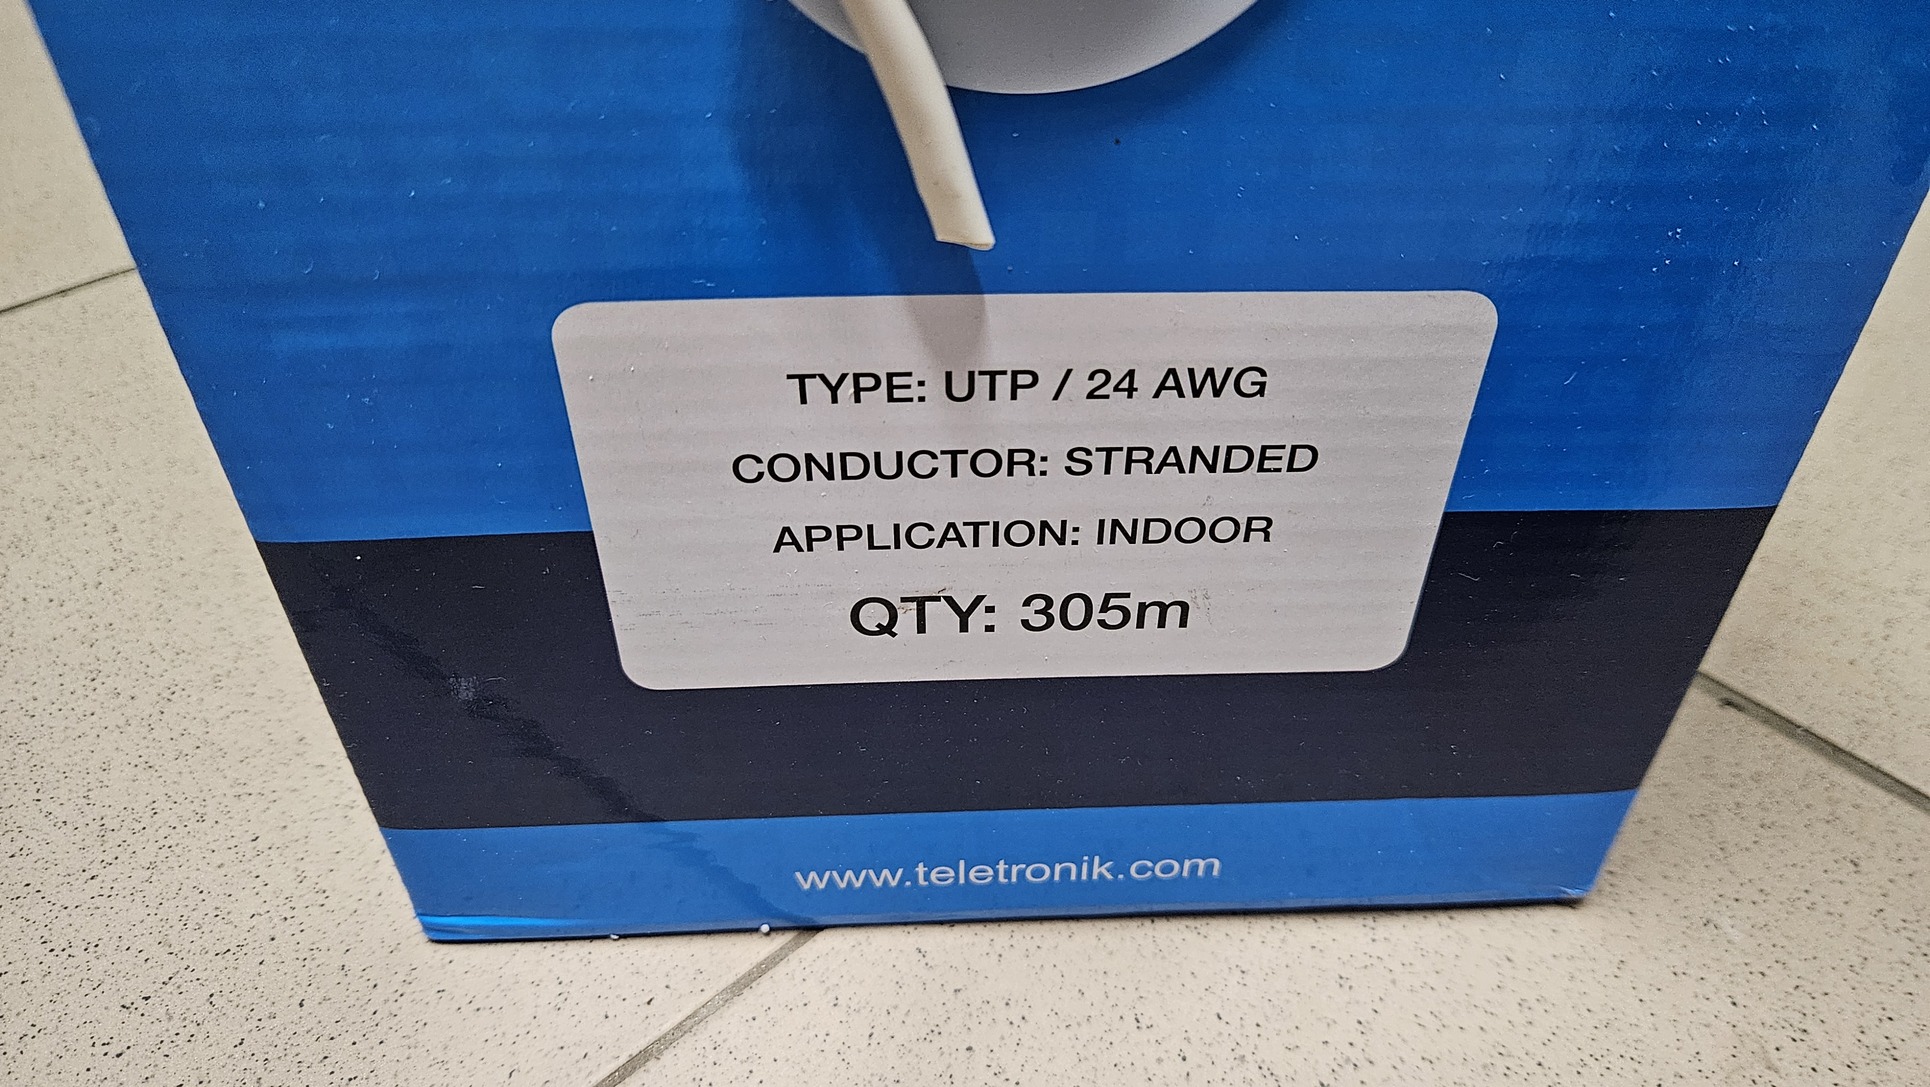 TYPE: UTP / 24 AWG
CONDUCTOR: STRANDED
APPLICATION: INDOOR
QTY: 305m
www.teletronik.com